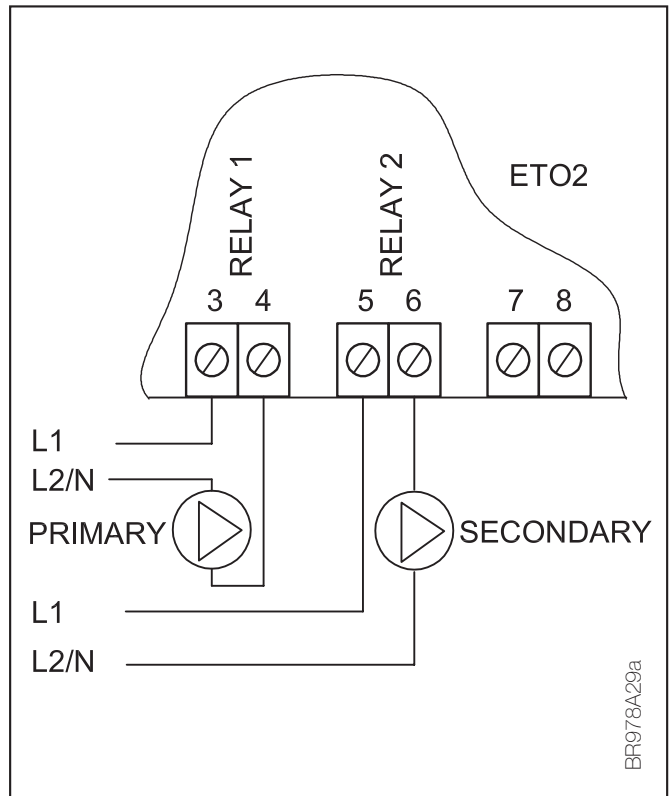 RELAY 1
RELAY 2
ETO2
3 4 5 6 7 8
L1
L2/N
PRIMARY
SECONDARY
L1
L2/N
BR978A29a